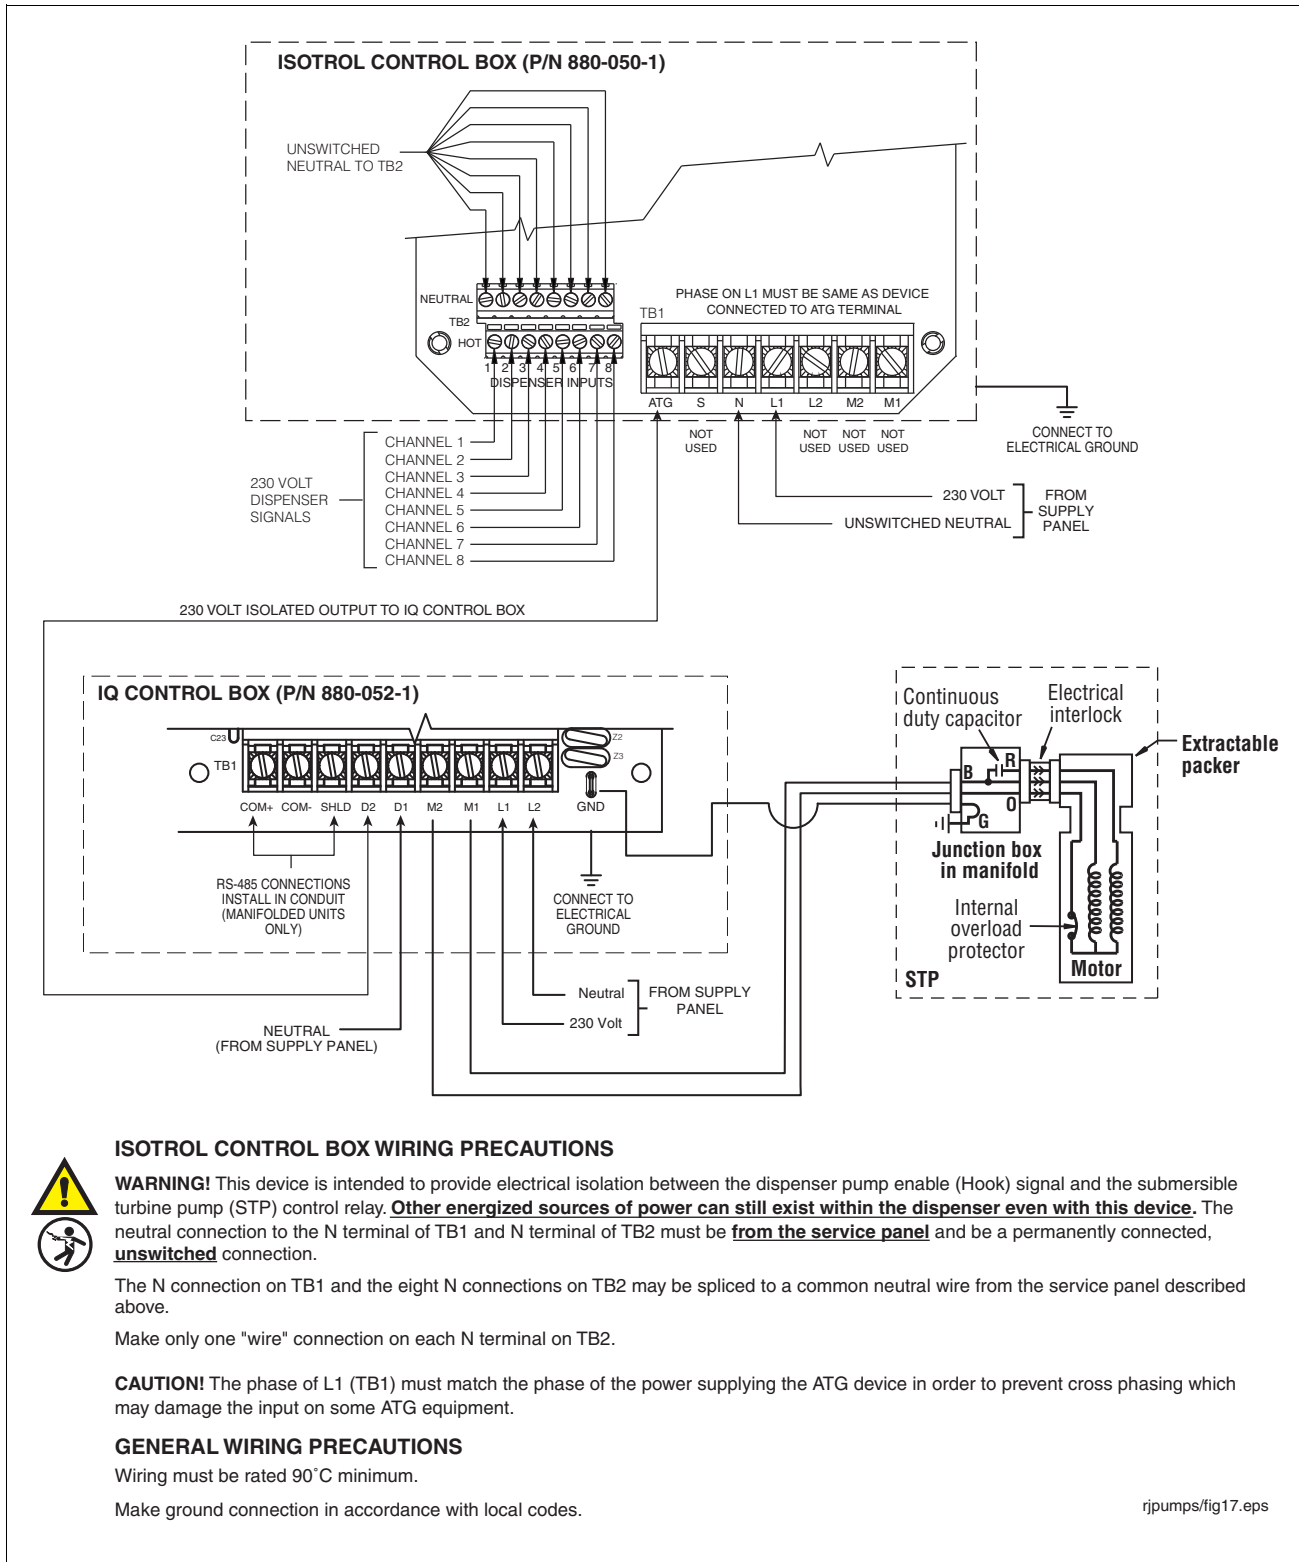 ISOTROL CONTROL BOX (P/N 880-050-1)
UNSWITCHED
NEUTRAL TO TB2
NEUTRAL
TB2
HOT
1 2 3 4 5 6 7 8
DISPENSER INPUTS
PHASE ON L1 MUST BE SAME AS DEVICE
CONNECTED TO ATG TERMINAL
TB1
ATG S N L1 L2 M2 M1
NOT
USED
NOT
USED
NOT
USED
NOT
USED
CONNECT TO
ELECTRICAL GROUND
230 VOLT
DISPENSER
SIGNALS
CHANNEL 1
CHANNEL 2
CHANNEL 3
CHANNEL 4
CHANNEL 5
CHANNEL 6
CHANNEL 7
CHANNEL 8
230 VOLT
UNSWITCHED NEUTRAL
FROM
SUPPLY
PANEL
230 VOLT ISOLATED OUTPUT TO IQ CONTROL BOX
IQ CONTROL BOX (P/N 880-052-1)
C23
TB1
Z2
Z3
COM+ COM- SHLD D2 D1 M2 M1 L1 L2 GND
RS-485 CONNECTIONS
INSTALL IN CONDUIT
(MANIFOLDED UNITS
ONLY)
CONNECT TO
ELECTRICAL
GROUND
Neutral
230 Volt
FROM SUPPLY
PANEL
NEUTRAL
(FROM SUPPLY PANEL)
Continuous
duty capacitor
Electrical
interlock
Extractable
packer
B
R
O
G
Junction box
in manifold
Internal
overload
protector
Motor
STP
ISOTROL CONTROL BOX WIRING PRECAUTIONS
WARNING! This device is intended to provide electrical isolation between the dispenser pump enable (Hook) signal and the submersible
turbine pump (STP) control relay. Other energized sources of power can still exist within the dispenser even with this device. The
neutral connection to the N terminal of TB1 and N terminal of TB2 must be from the service panel and be a permanently connected,
unswitched connection.
The N connection on TB1 and the eight N connections on TB2 may be spliced to a common neutral wire from the service panel described
above.
Make only one "wire" connection on each N terminal on TB2.
CAUTION! The phase of L1 (TB1) must match the phase of the power supplying the ATG device in order to prevent cross phasing which
may damage the input on some ATG equipment.
GENERAL WIRING PRECAUTIONS
Wiring must be rated 90˚C minimum.
Make ground connection in accordance with local codes.
rjpumps/fig17.eps